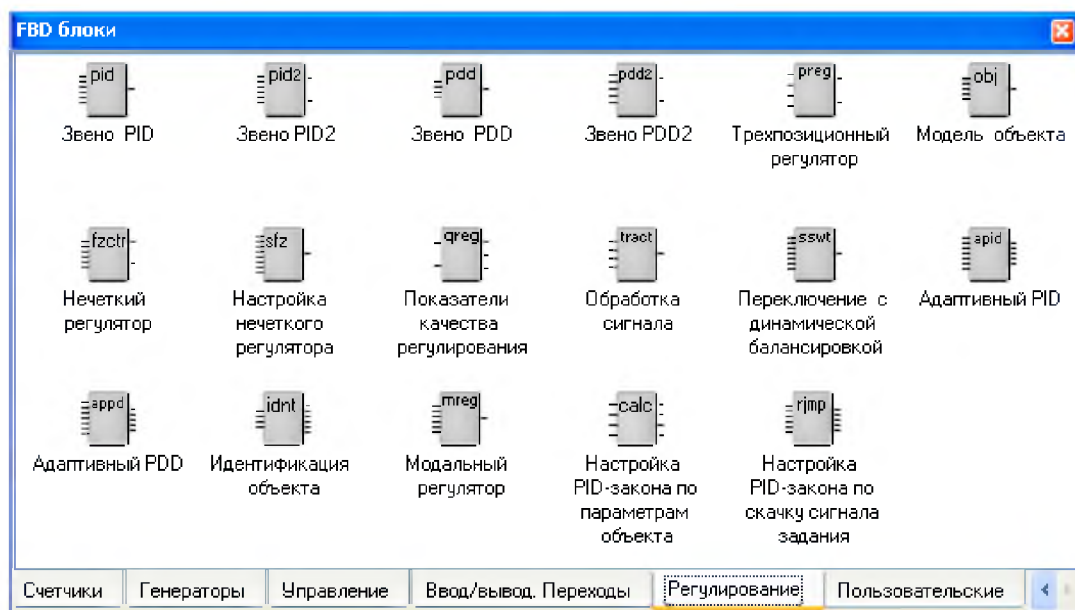 FBD блоки
pid pid2 pdd pdd2 preg obj
Звено PID Звено PID2 Звено PDD Звено PDD2 Трехпозиционный Модель объекта
регулятор
fzctr sfz qreg tract sswt apid
Нечеткий Настройка Показатели Обработка Переключение с Адаптивный PID
регулятор нечеткого качества сигнала динамической
регулятора регулирования балансировкой
appd idnt mreg calc rjmp
Адаптивный PDD Идентификация Модальный Настройка Настройка
объекта регулятор PID-закона по PID-закона по
параметрам скачку сигнала
объекта задания
Счетчики Генераторы Управление Ввод/вывод. Переходы Регулирование Пользовательские